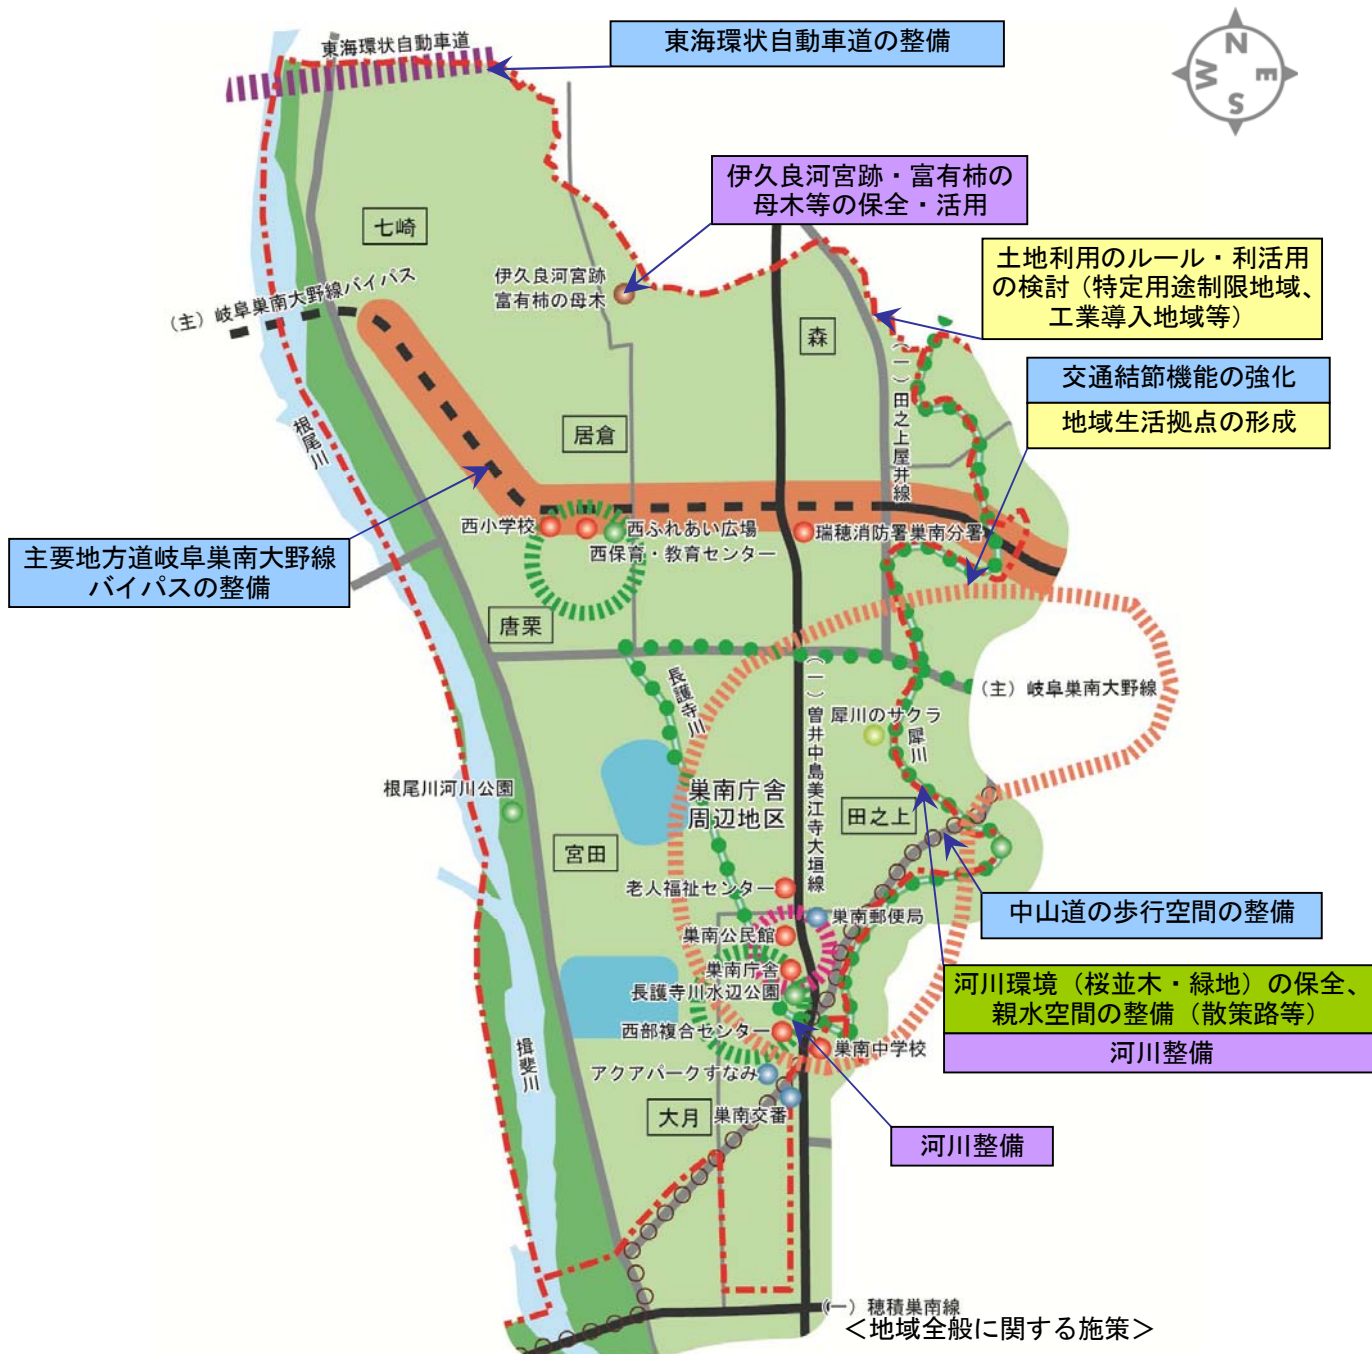 東海環状自動車道
東海環状自動車道の整備
N
W
E
S
伊久良河宮跡・富有柿の
母木等の保全・活用
七崎
土地利用のルール・利活用
の検討（特定用途制限地域、
工業導入地域等）
伊久良河宮跡
富有柿の母木
（主）岐阜巣南大野線バイパス
森
（一）田之上屋井線
交通結節機能の強化
地域生活拠点の形成
根尾川
居倉
西小学校
西ふれあい広場
西保育・教育センター
瑞穂消防署巣南分署
主要地方道岐阜巣南大野線
バイパスの整備
唐栗
長護寺川
（一）曽井中島美江寺大垣線
（主）岐阜巣南大野線
犀川のサクラ
犀川
根尾川河川公園
巣南庁舎
周辺地区
田之上
宮田
老人福祉センター
中山道の歩行空間の整備
巣南郵便局
巣南公民館
巣南庁舎
長護寺川水辺公園
河川環境（桜並木・緑地）の保全、
親水空間の整備（散策路等）
河川整備
西部複合センター
巣南中学校
揖斐川
アクアパークすなみ
大月
巣南交番
河川整備
（一）穂積巣南線
＜地域全般に関する施策＞